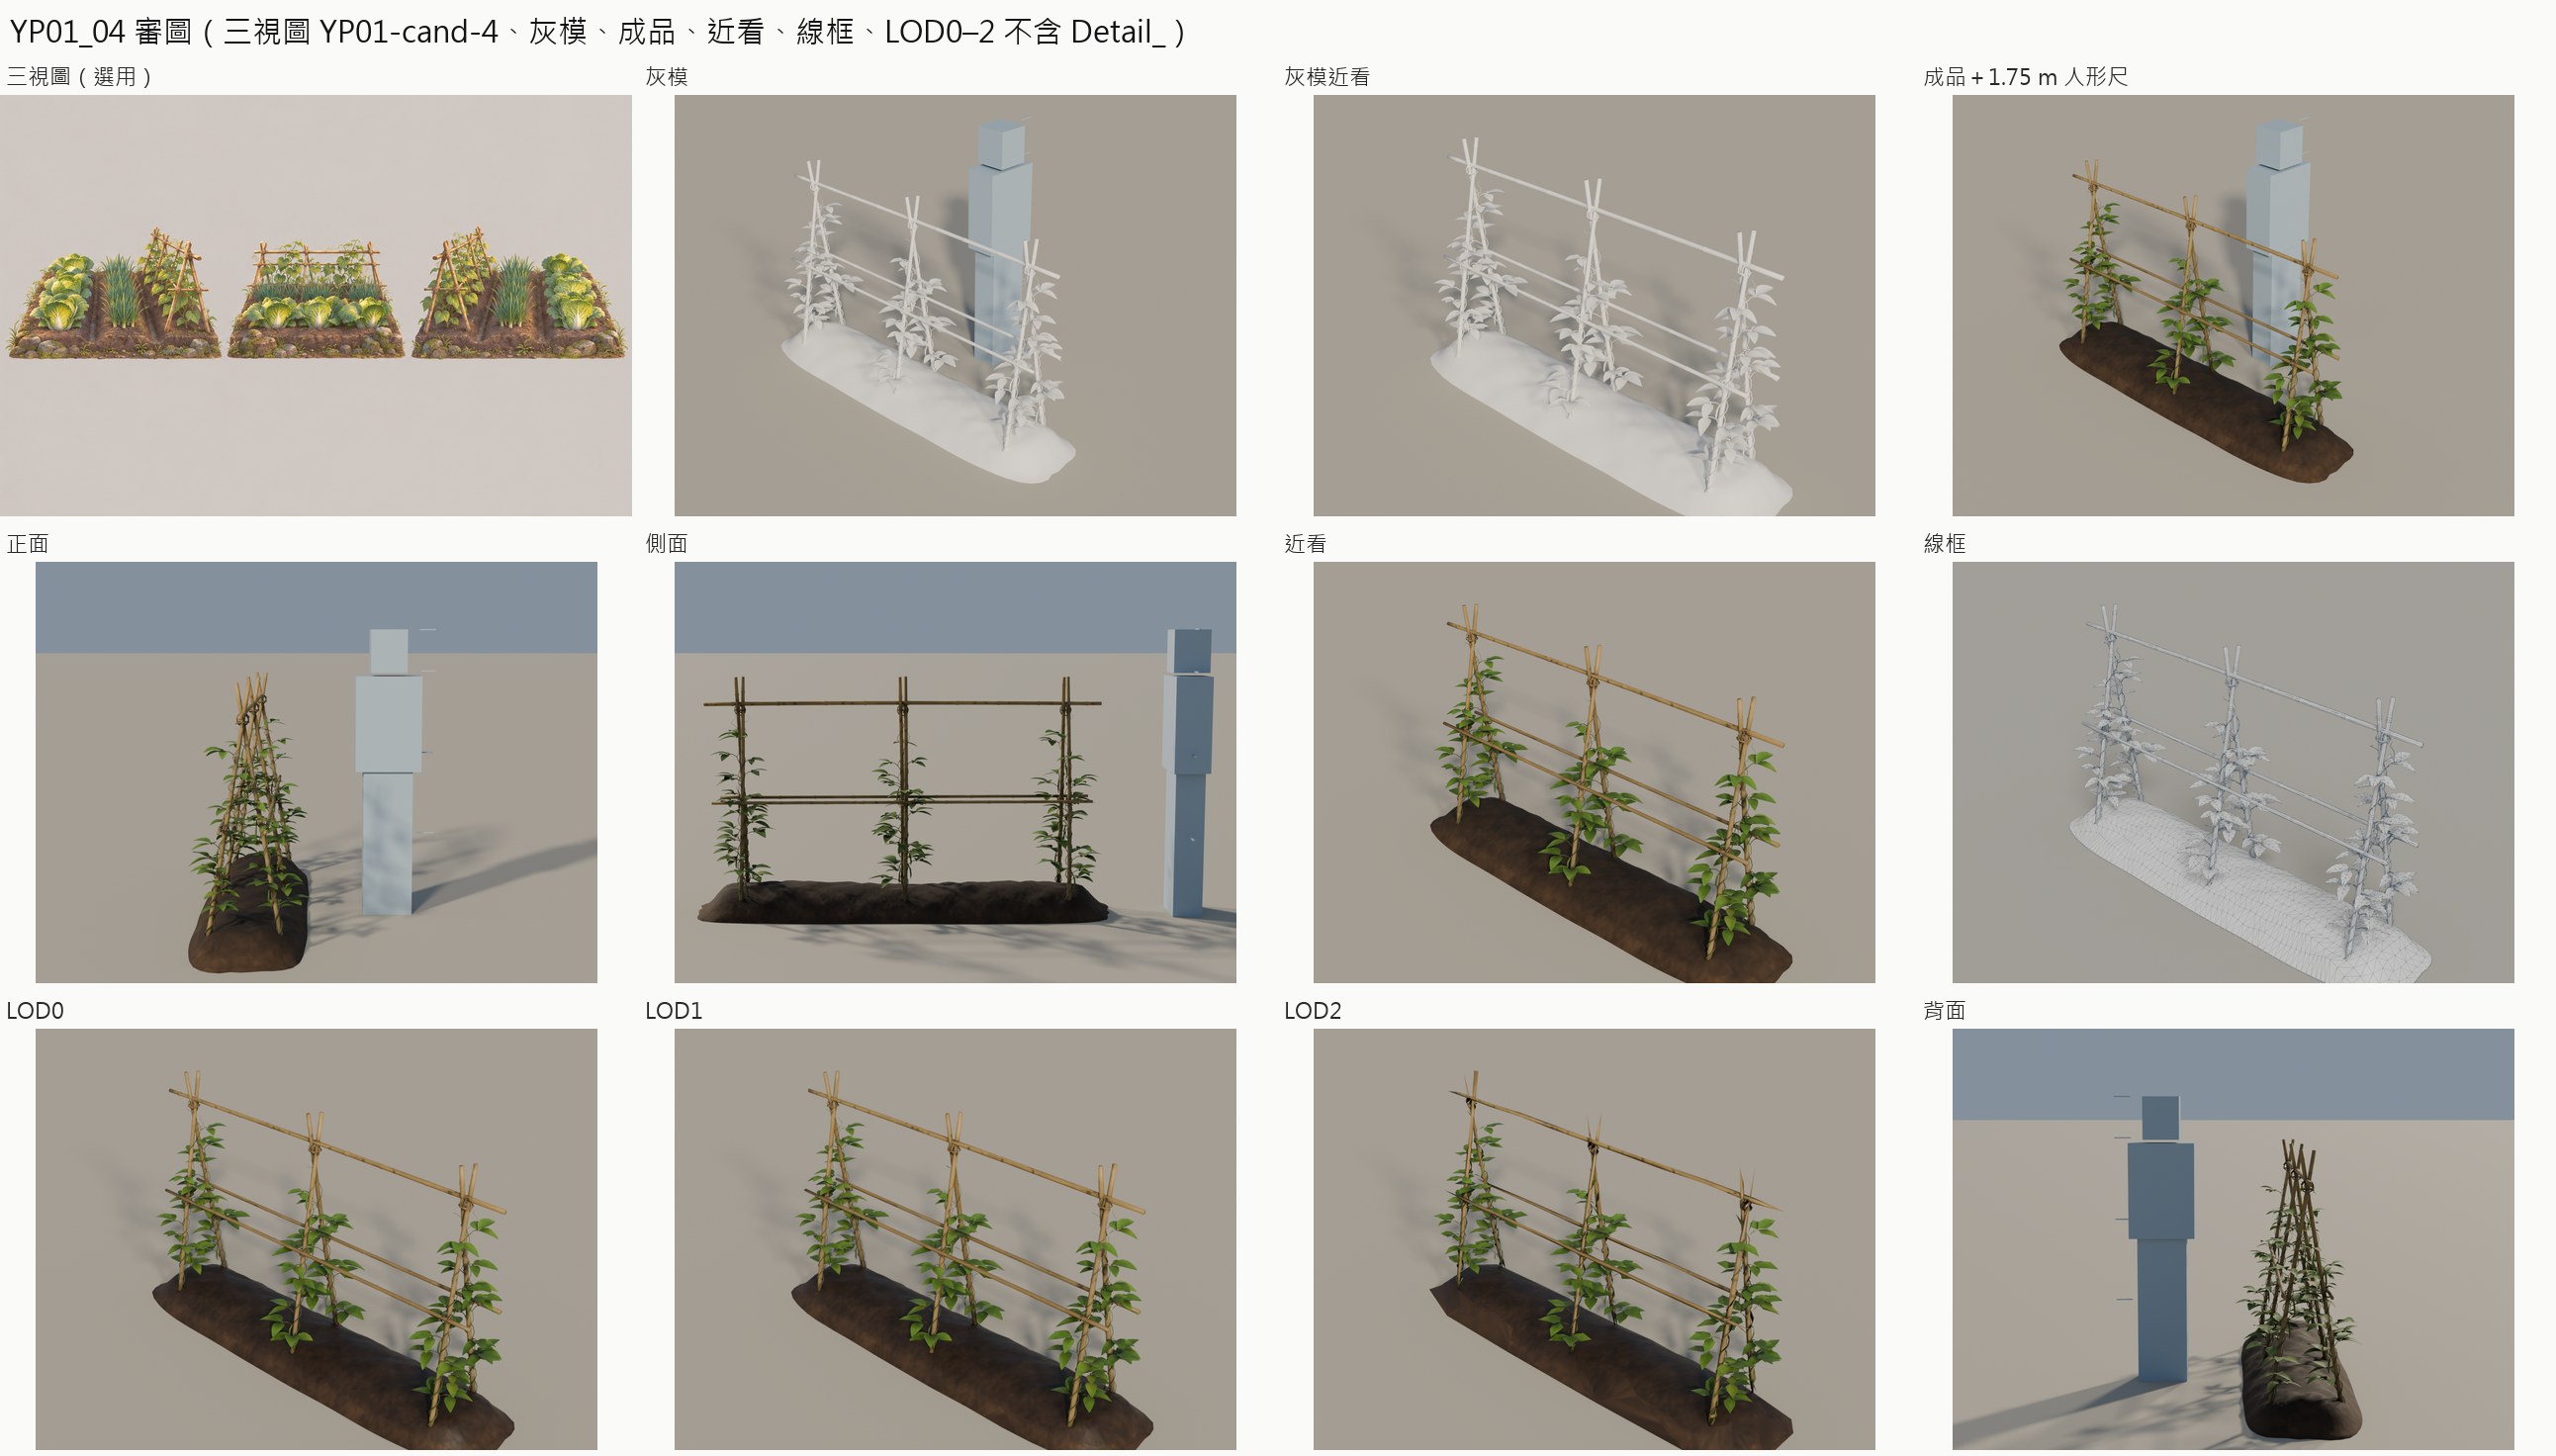 YP01_04 審圖（三視圖 YP01-cand-4、灰模、成品、近看、線框、LOD0–2 不含 Detail_）
三視圖（選用）
灰模
灰模近看
成品＋1.75 m 人形尺
正面
側面
近看
線框
LOD0
LOD1
LOD2
背面